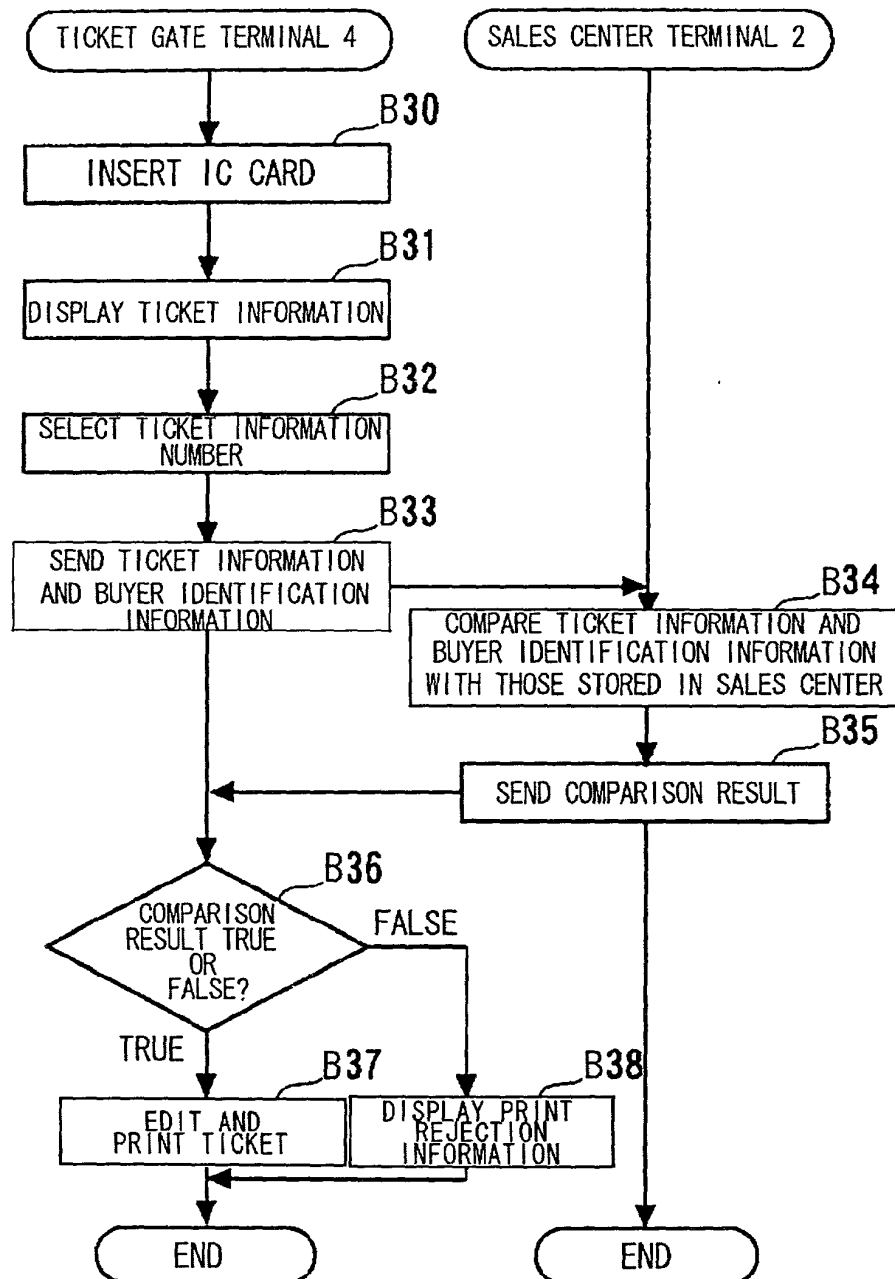 TICKET GATE TERMINAL 4
SALES CENTER TERMINAL 2
B30
INSERT IC CARD
B31
DISPLAY TICKET INFORMATION
B32
SELECT TICKET INFORMATION
NUMBER
B33
SEND TICKET INFORMATION
AND BUYER IDENTIFICATION
INFORMATION
B34
COMPARE TICKET INFORMATION AND
BUYER IDENTIFICATION INFORMATION
WITH THOSE STORED IN SALES CENTER
B35
SEND COMPARISON RESULT
B36
COMPARISON
RESULT TRUE
OR
FALSE?
FALSE
TRUE
B37
EDIT AND
PRINT TICKET
B38
DISPLAY PRINT
REJECTION
INFORMATION
END
END